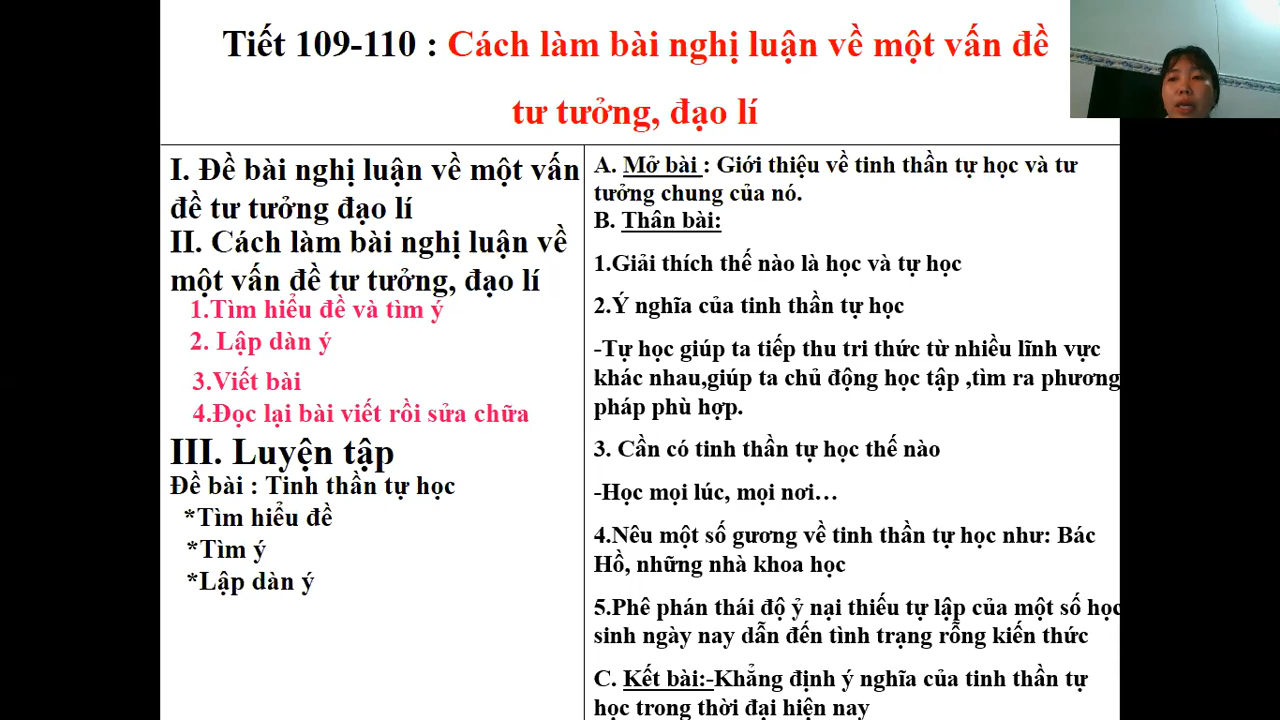 Tiết 109-110 : Cách làm bài nghị luận về một vấn đề
tư tưởng, đạo lí
I. Đề bài nghị luận về một vấn
đề tư tưởng đạo lí
II. Cách làm bài nghị luận về
một vấn đề tư tưởng, đạo lí
1.Tìm hiểu đề và tìm ý
2. Lập dàn ý
3.Viết bài
4.Đọc lại bài viết rồi sửa chữa
III. Luyện tập
Đề bài : Tinh thần tự học
*Tìm hiểu đề
*Tìm ý
*Lập dàn ý
A. Mở bài : Giới thiệu về tinh thần tự học và tư
tưởng chung của nó.
B. Thân bài:
1.Giải thích thế nào là học và tự học
2.Ý nghĩa của tinh thần tự học
-Tự học giúp ta tiếp thu tri thức từ nhiều lĩnh vực
khác nhau,giúp ta chủ động học tập ,tìm ra phương
pháp phù hợp.
3. Cần có tinh thần tự học thế nào
-Học mọi lúc, mọi nơi…
4.Nêu một số gương về tinh thần tự học như: Bác
Hồ, những nhà khoa học
5.Phê phán thái độ ỷ nại thiếu tự lập của một số học
sinh ngày nay dẫn đến tình trạng rỗng kiến thức
C. Kết bài:-Khẳng định ý nghĩa của tinh thần tự
học trong thời đại hiện nay